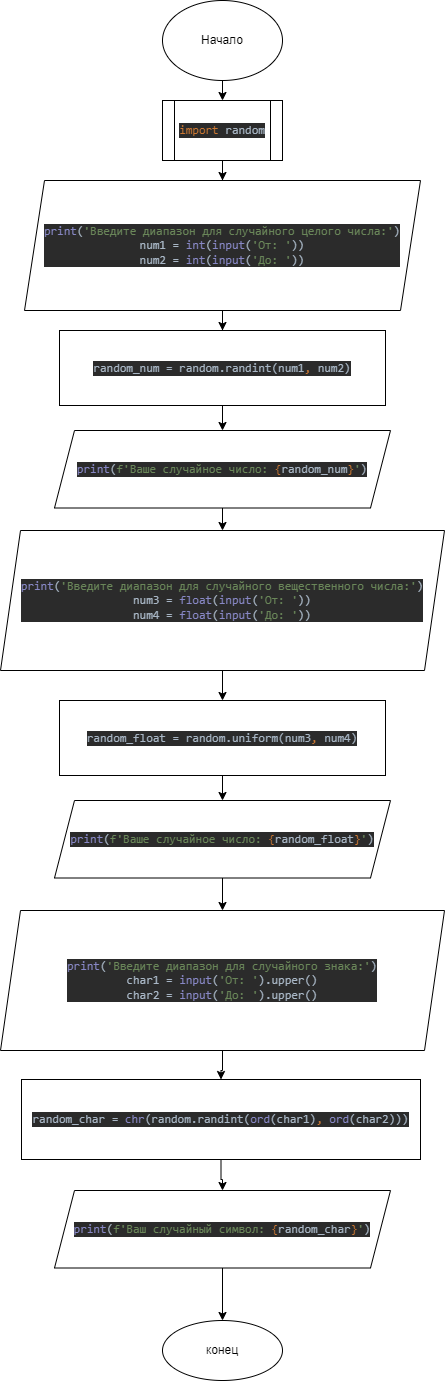 Начало
import random
print('Введите диапазон для случайного целого числа:')
num1 = int(input('От: '))
num2 = int(input('До: '))
random_num = random.randint(num1, num2)
print(f'Ваше случайное число: {random_num}')
print('Введите диапазон для случайного вещественного числа:')
num3 = float(input('От: '))
num4 = float(input('До: '))
random_float = random.uniform(num3, num4)
print(f'Ваше случайное число: {random_float}')
print('Введите диапазон для случайного знака:')
char1 = input('От: ').upper()
char2 = input('До: ').upper()
random_char = chr(random.randint(ord(char1), ord(char2)))
print(f'Ваш случайный символ: {random_char}')
конец